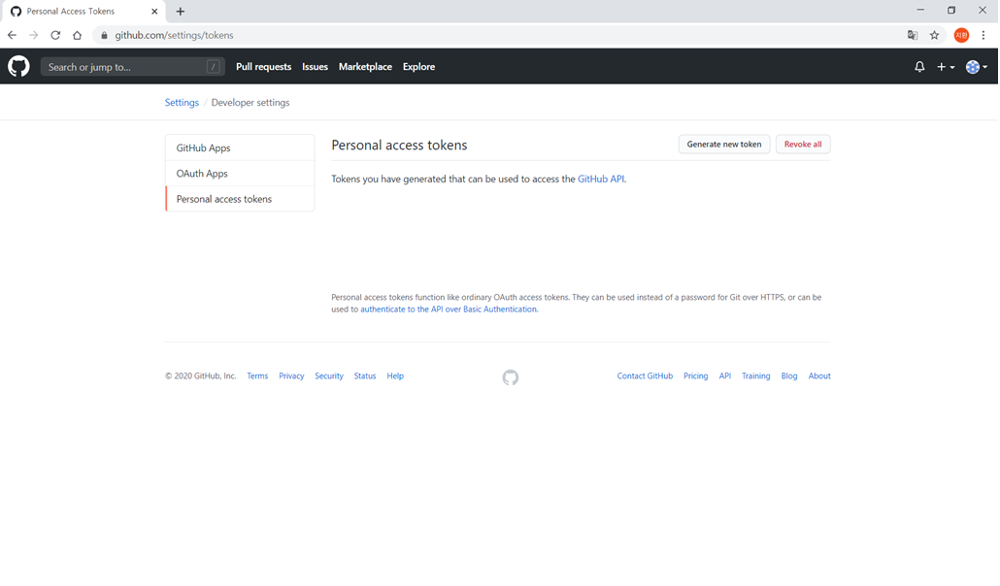 Personal Access Tokens
github.com/settings/tokens
지환
Search or jump to... /
Pull requests Issues Marketplace Explore
Settings / Developer settings
GitHub Apps
OAuth Apps
Personal access tokens
Personal access tokens
Generate new token
Revoke all
Tokens you have generated that can be used to access the GitHub API.
Personal access tokens function like ordinary OAuth access tokens. They can be used instead of a password for Git over HTTPS, or can be
used to authenticate to the API over Basic Authentication.
© 2020 GitHub, Inc. Terms Privacy Security Status Help
Contact GitHub Pricing API Training Blog About